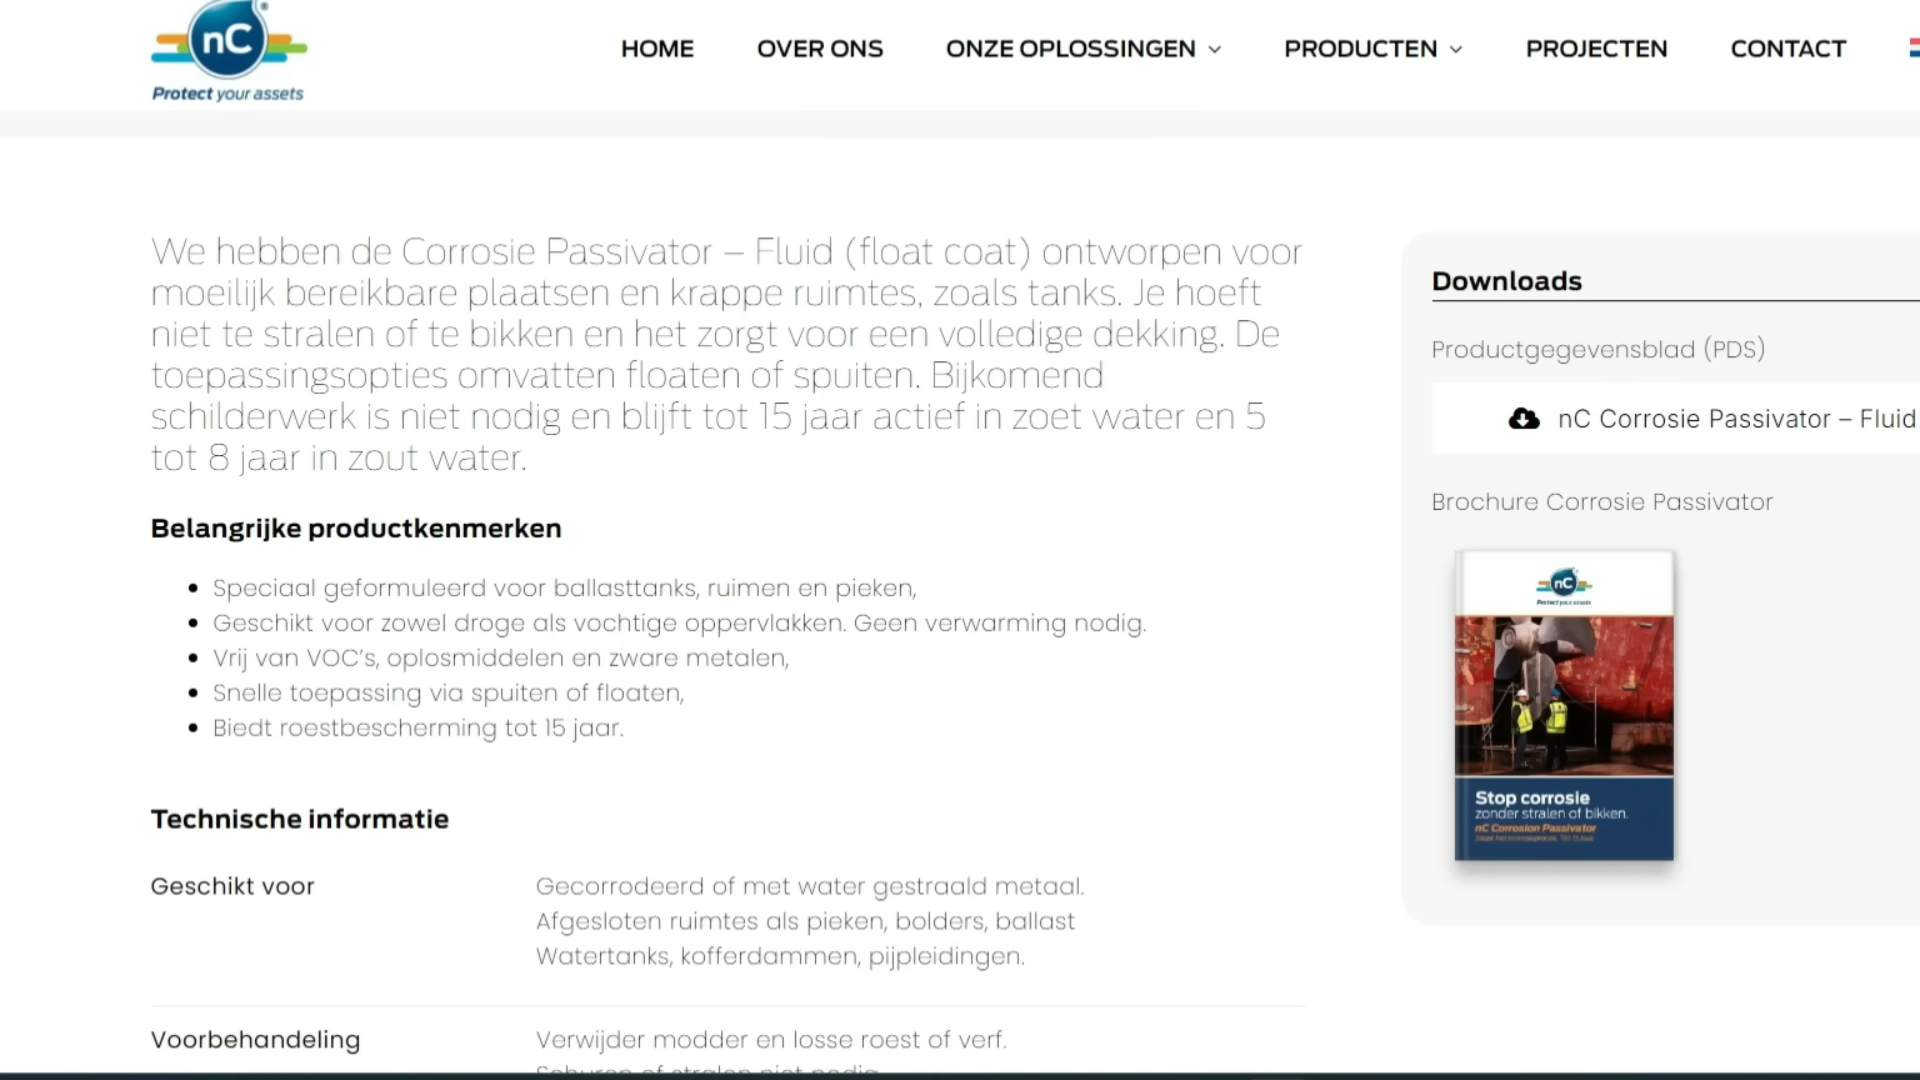 nC
®
Protect your assets
HOME
OVER ONS
ONZE OPLOSSINGEN
PRODUCTEN
PROJECTEN
CONTACT
We hebben de Corrosie Passivator – Fluid (float coat) ontworpen voor
moeilijk bereikbare plaatsen en krappe ruimtes, zoals tanks. Je hoeft
niet te stralen of te bikken en het zorgt voor een volledige dekking. De
toepassingsopties omvatten floaten of spuiten. Bijkomend
schilderwerk is niet nodig en blijft tot 15 jaar actief in zoet water en 5
tot 8 jaar in zout water.
Belangrijke productkenmerken
Speciaal geformuleerd voor ballasttanks, ruimen en pieken,
Geschikt voor zowel droge als vochtige oppervlakken. Geen verwarming nodig.
Vrij van VOC's, oplosmiddelen en zware metalen,
Snelle toepassing via spuiten of floaten,
Biedt roestbescherming tot 15 jaar.
Technische informatie
Geschikt voor
Gecorrodeerd of met water gestraald metaal.
Afgesloten ruimtes als pieken, bolders, ballast
Watertanks, kofferdammen, pijpleidingen.
Voorbehandeling
Verwijder modder en losse roest of verf.
Schuren of stralen niet nodig
Downloads
Productgegevensblad (PDS)
nC Corrosie Passivator – Fluid
Brochure Corrosie Passivator
nC
Protect your assets
Stop corrosie
zonder stralen of bikken.
nC Corrosion Passivator